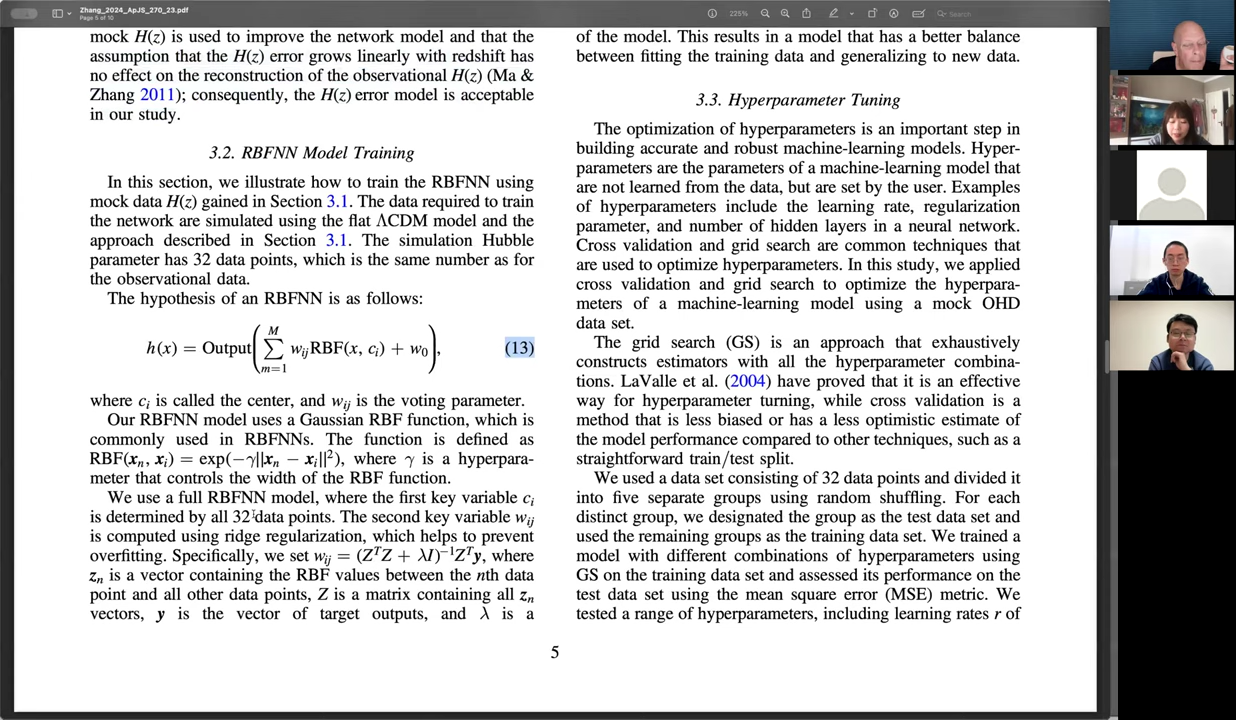 Zhang_2024_ApJS_270_23.pdf
Page 5 of 10
225%
Search
mock H(z) is used to improve the network model and that the
assumption that the H(z) error grows linearly with redshift has
no effect on the reconstruction of the observational H(z) (Ma &
Zhang 2011); consequently, the H(z) error model is acceptable
in our study.
3.2. RBFNN Model Training
In this section, we illustrate how to train the RBFNN using
mock data H(z) gained in Section 3.1. The data required to train
the network are simulated using the flat ΛCDM model and the
approach described in Section 3.1. The simulation Hubble
parameter has 32 data points, which is the same number as for
the observational data.
The hypothesis of an RBFNN is as follows:
h(x) = Output(∑_{m=1}^{M} w_{ij}RBF(x, c_i) + w_0), (13)
where c_i is called the center, and w_{ij} is the voting parameter.
Our RBFNN model uses a Gaussian RBF function, which is
commonly used in RBFNNs. The function is defined as
RBF(x_n, x_i) = exp(−γ||x_n − x_i||²), where γ is a hyperpara-
meter that controls the width of the RBF function.
We use a full RBFNN model, where the first key variable c_i
is determined by all 32 data points. The second key variable w_{ij}
is computed using ridge regularization, which helps to prevent
overfitting. Specifically, we set w_{ij} = (Z^T Z + λI)^{−1}Z^T y, where
z_n is a vector containing the RBF values between the nth data
point and all other data points, Z is a matrix containing all z_n
vectors, y is the vector of target outputs, and λ is a
of the model. This results in a model that has a better balance
between fitting the training data and generalizing to new data.
3.3. Hyperparameter Tuning
The optimization of hyperparameters is an important step in
building accurate and robust machine-learning models. Hyper-
parameters are the parameters of a machine-learning model that
are not learned from the data, but are set by the user. Examples
of hyperparameters include the learning rate, regularization
parameter, and number of hidden layers in a neural network.
Cross validation and grid search are common techniques that
are used to optimize hyperparameters. In this study, we applied
cross validation and grid search to optimize the hyperpara-
meters of a machine-learning model using a mock OHD
data set.
The grid search (GS) is an approach that exhaustively
constructs estimators with all the hyperparameter combina-
tions. LaValle et al. (2004) have proved that it is an effective
way for hyperparameter turning, while cross validation is a
method that is less biased or has a less optimistic estimate of
the model performance compared to other techniques, such as a
straightforward train/test split.
We used a data set consisting of 32 data points and divided it
into five separate groups using random shuffling. For each
distinct group, we designated the group as the test data set and
used the remaining groups as the training data set. We trained a
model with different combinations of hyperparameters using
GS on the training data set and assessed its performance on the
test data set using the mean square error (MSE) metric. We
tested a range of hyperparameters, including learning rates r of
5